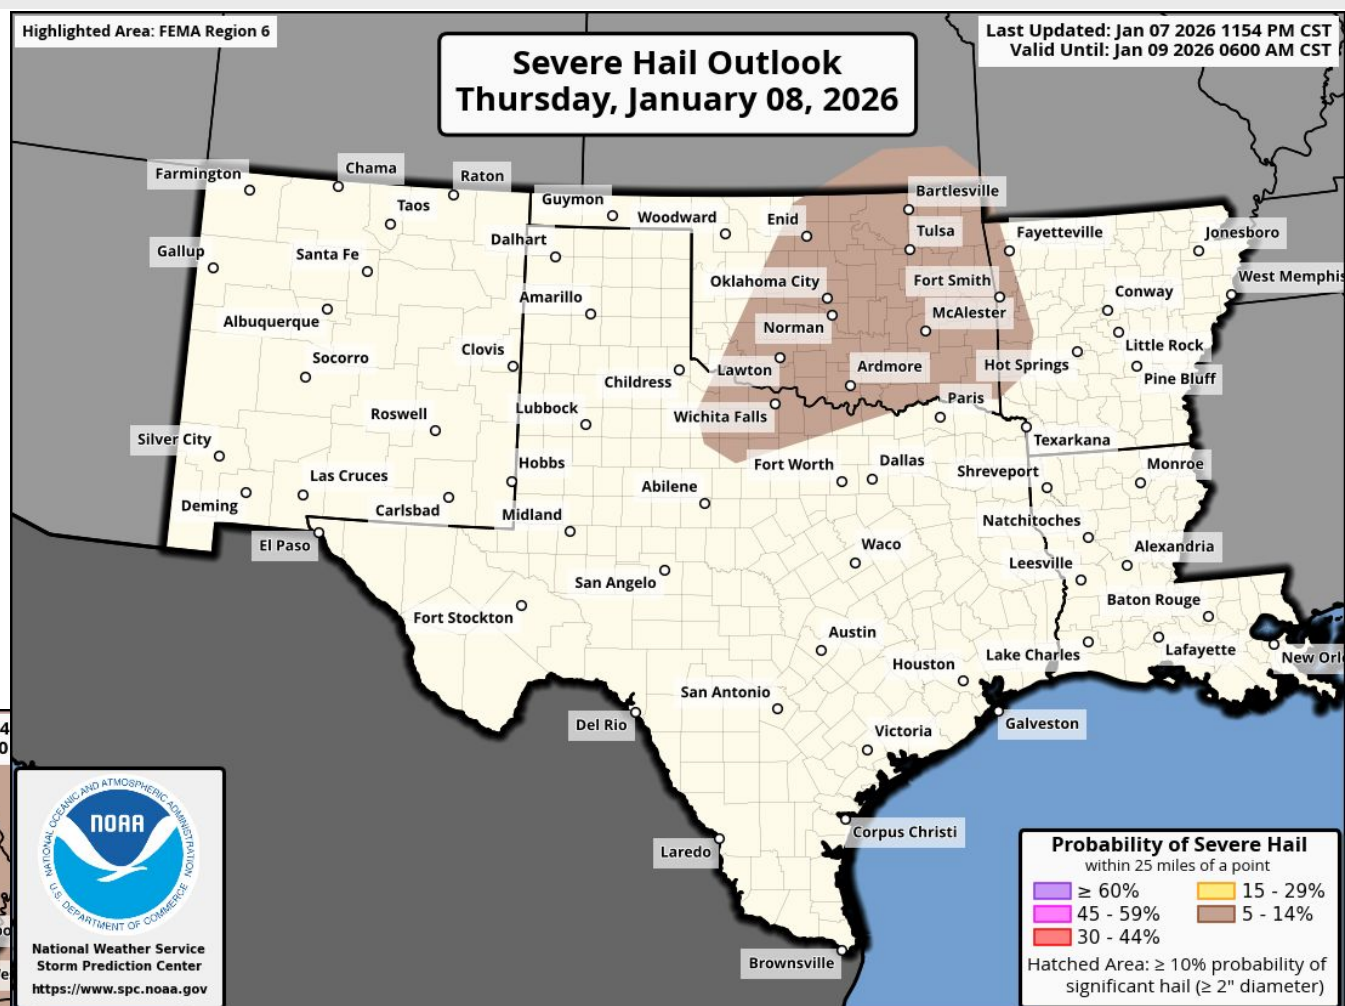 Highlighted Area: FEMA Region 6
Last Updated: Jan 07 2026 1154 PM CST
Valid Until: Jan 09 2026 0600 AM CST
Severe Hail Outlook
Thursday, January 08, 2026
Farmington
Chama
Raton
Taos
Guymon
Woodward
Enid
Bartlesville
Tulsa
Fayetteville
Jonesboro
Gallup
Santa Fe
Dalhart
Oklahoma City
Fort Smith
West Memphis
Albuquerque
Amarillo
Norman
McAlester
Conway
Little Rock
Socorro
Clovis
Childress
Lawton
Ardmore
Hot Springs
Pine Bluff
Roswell
Lubbock
Wichita Falls
Paris
Silver City
Texarkana
Las Cruces
Hobbs
Fort Worth
Dallas
Shreveport
Monroe
Deming
Carlsbad
Midland
Abilene
Natchitoches
El Paso
Waco
Alexandria
San Angelo
Leesville
Fort Stockton
Baton Rouge
Austin
Houston
Lake Charles
Lafayette
New Orl
San Antonio
Del Rio
Victoria
Galveston
Corpus Christi
Laredo
Brownsville
4
0
NATIONAL OCEANIC AND ATMOSPHERIC ADMINISTRATION
NOAA
U.S. DEPARTMENT OF COMMERCE
National Weather Service
Storm Prediction Center
https://www.spc.noaa.gov
Probability of Severe Hail
within 25 miles of a point
≥ 60%
15 - 29%
45 - 59%
5 - 14%
30 - 44%
Hatched Area: ≥ 10% probability of
significant hail (≥ 2" diameter)